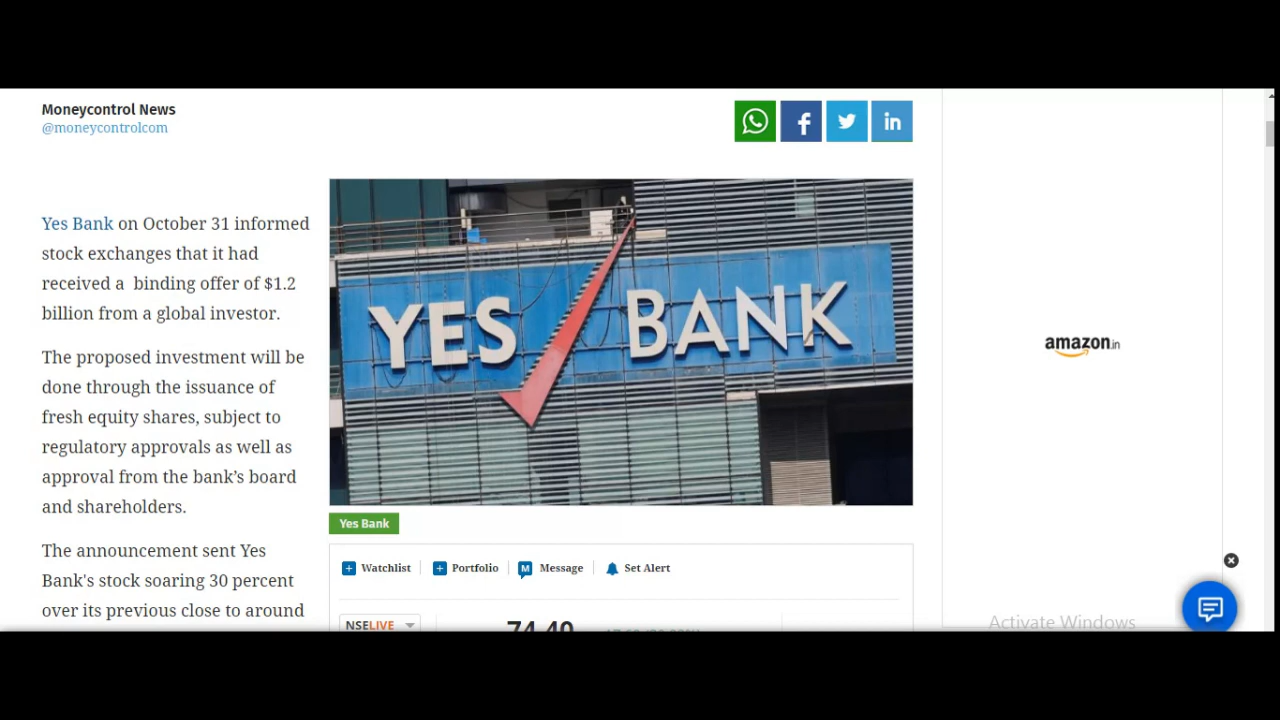 Moneycontrol News
@moneycontrolcom
Yes Bank on October 31 informed
stock exchanges that it had
received a binding offer of $1.2
billion from a global investor.
The proposed investment will be
done through the issuance of
fresh equity shares, subject to
regulatory approvals as well as
approval from the bank’s board
and shareholders.
The announcement sent Yes
Bank's stock soaring 30 percent
over its previous close to around
YES BANK
Yes Bank
Watchlist
Portfolio
Message
Set Alert
NSELIVE
74.40
amazon.in
Activate Windows